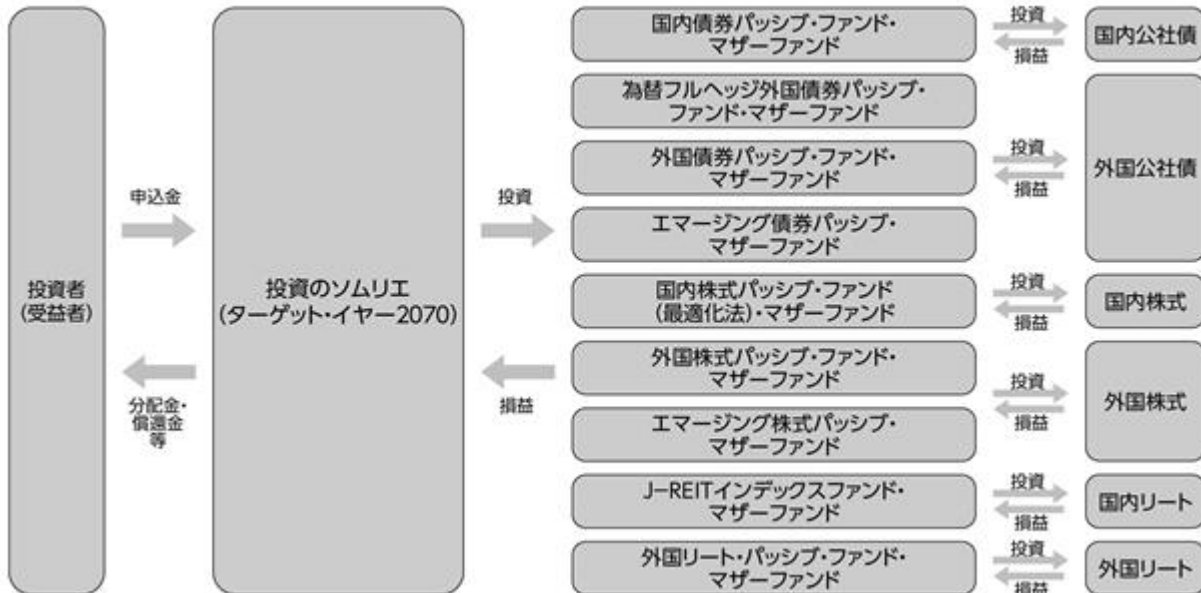 投資者
(受益者)
申込金
分配金・
償還金
等
投資のソムリエ
(ターゲット・イヤー2070)
投資
損益
国内債券パッシブ・ファンド・
マザーファンド
投資
損益
国内公社債
為替フルヘッジ外国債券パッシブ・
ファンド・マザーファンド
外国債券パッシブ・ファンド・
マザーファンド
エマージング債券パッシブ・
マザーファンド
投資
損益
外国公社債
国内株式パッシブ・ファンド
(最適化法)・マザーファンド
投資
損益
国内株式
外国株式パッシブ・ファンド・
マザーファンド
エマージング株式パッシブ・
マザーファンド
投資
損益
外国株式
J-REITインデックスファンド・
マザーファンド
投資
損益
国内リート
外国リート・パッシブ・ファンド・
マザーファンド
投資
損益
外国リート